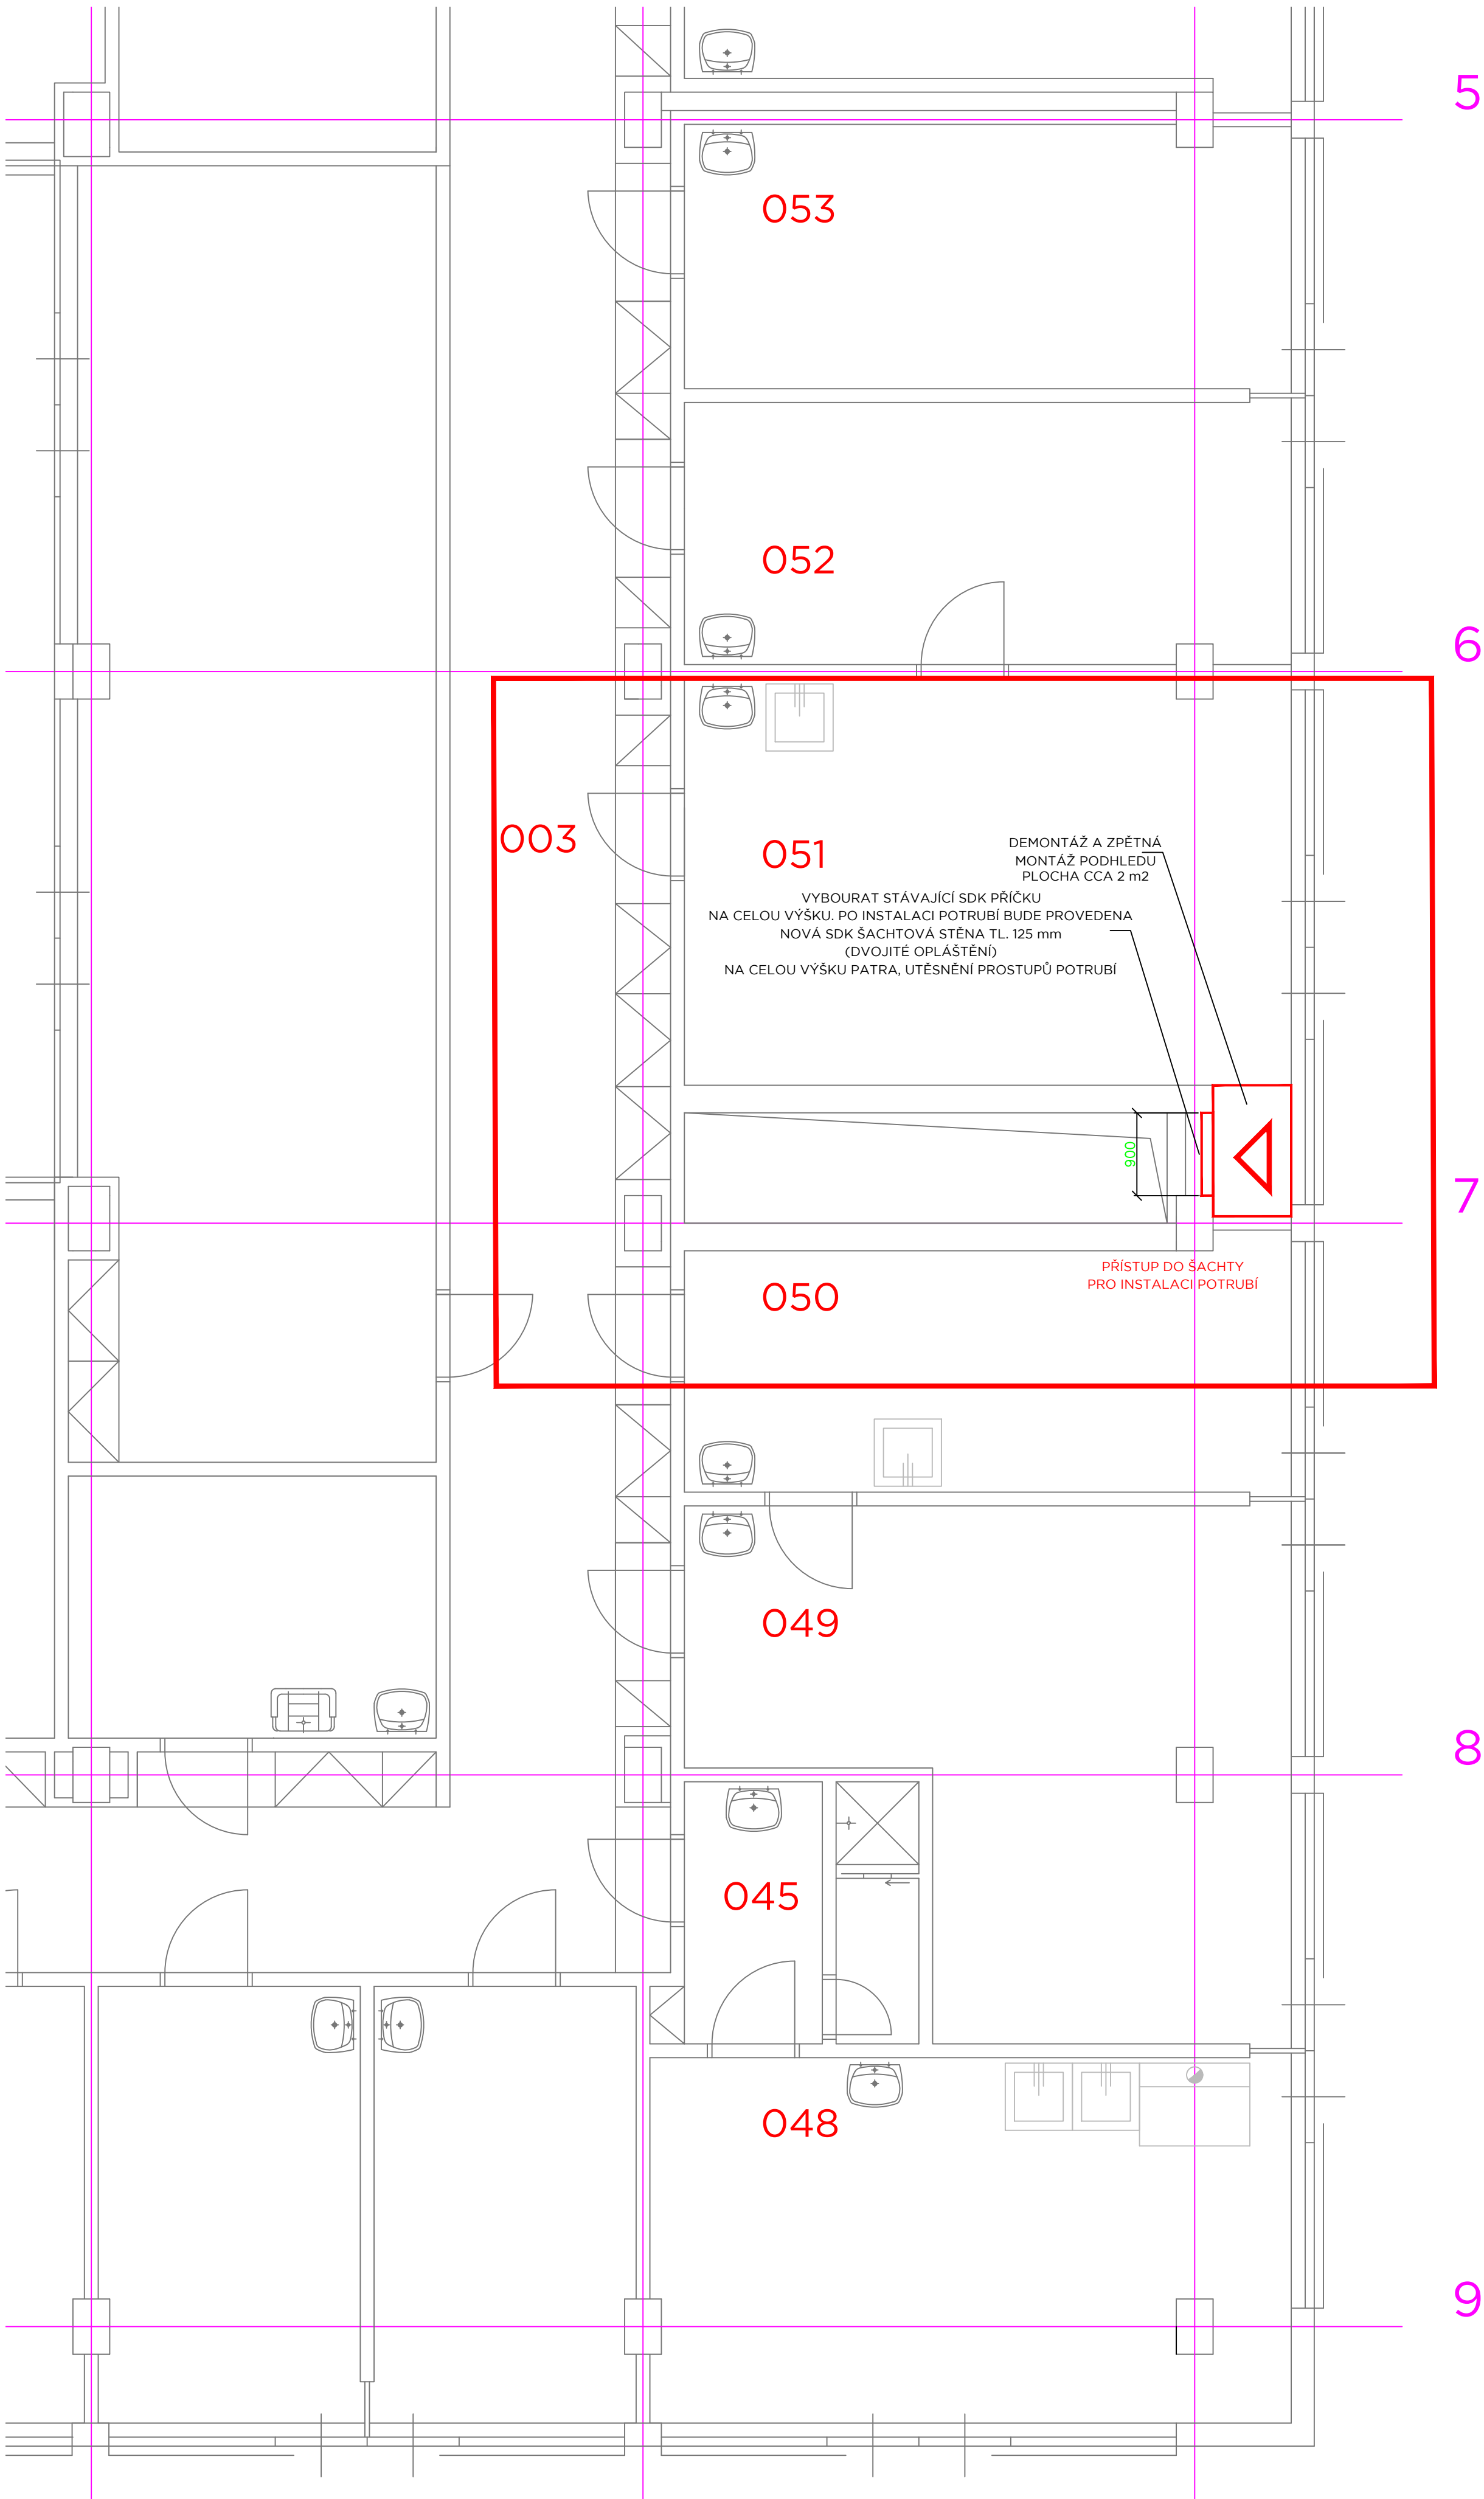 5
053
052
6
003
051
DEMONTÁŽ A ZPĚTNÁ
MONTÁŽ PODHLEDU
PLOCHA CCA 2 m2
VYBOURAT STÁVAJÍCÍ SDK PŘÍČKU
NA CELOU VÝŠKU. PO INSTALACI POTRUBÍ BUDE PROVEDENA
NOVÁ SDK ŠACHTOVÁ STĚNA TL. 125 mm
(DVOJITÉ OPLÁŠTĚNÍ)
NA CELOU VÝŠKU PATRA, UTĚSNĚNÍ PROSTUPŮ POTRUBÍ
900
7
PŘÍSTUP DO ŠACHTY
PRO INSTALACI POTRUBÍ
050
049
8
045
048
9